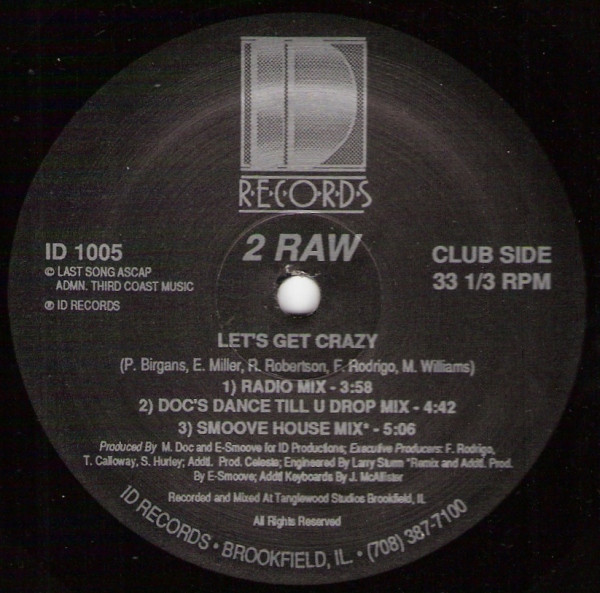 ID
R·E·C·O·R·D·S
2 RAW
ID 1005
© LAST SONG ASCAP
ADMN. THIRD COAST MUSIC
℗ ID RECORDS
CLUB SIDE
33 1/3 RPM
LET'S GET CRAZY
(P. Birgans, E. Miller, R. Robertson, F. Rodrigo, M. Williams)
1) RADIO MIX - 3:58
2) DOC'S DANCE TILL U DROP MIX - 4:42
3) SMOOVE HOUSE MIX* - 5:06
Produced By M. Doc and E-Smoove for ID Productions; Executive Producers: F. Rodrigo,
T. Calloway, S. Hurley; Addtl. Prod. Celeste; Engineered By Larry Sturm *Remix and Addtl. Prod.
By E-Smoove; Addtl Keyboards By J. McAllister
Recorded and Mixed At Tanglewood Studios Brookfield, IL
All Rights Reserved
ID RECORDS • BROOKFIELD, IL. • (708) 387-7100